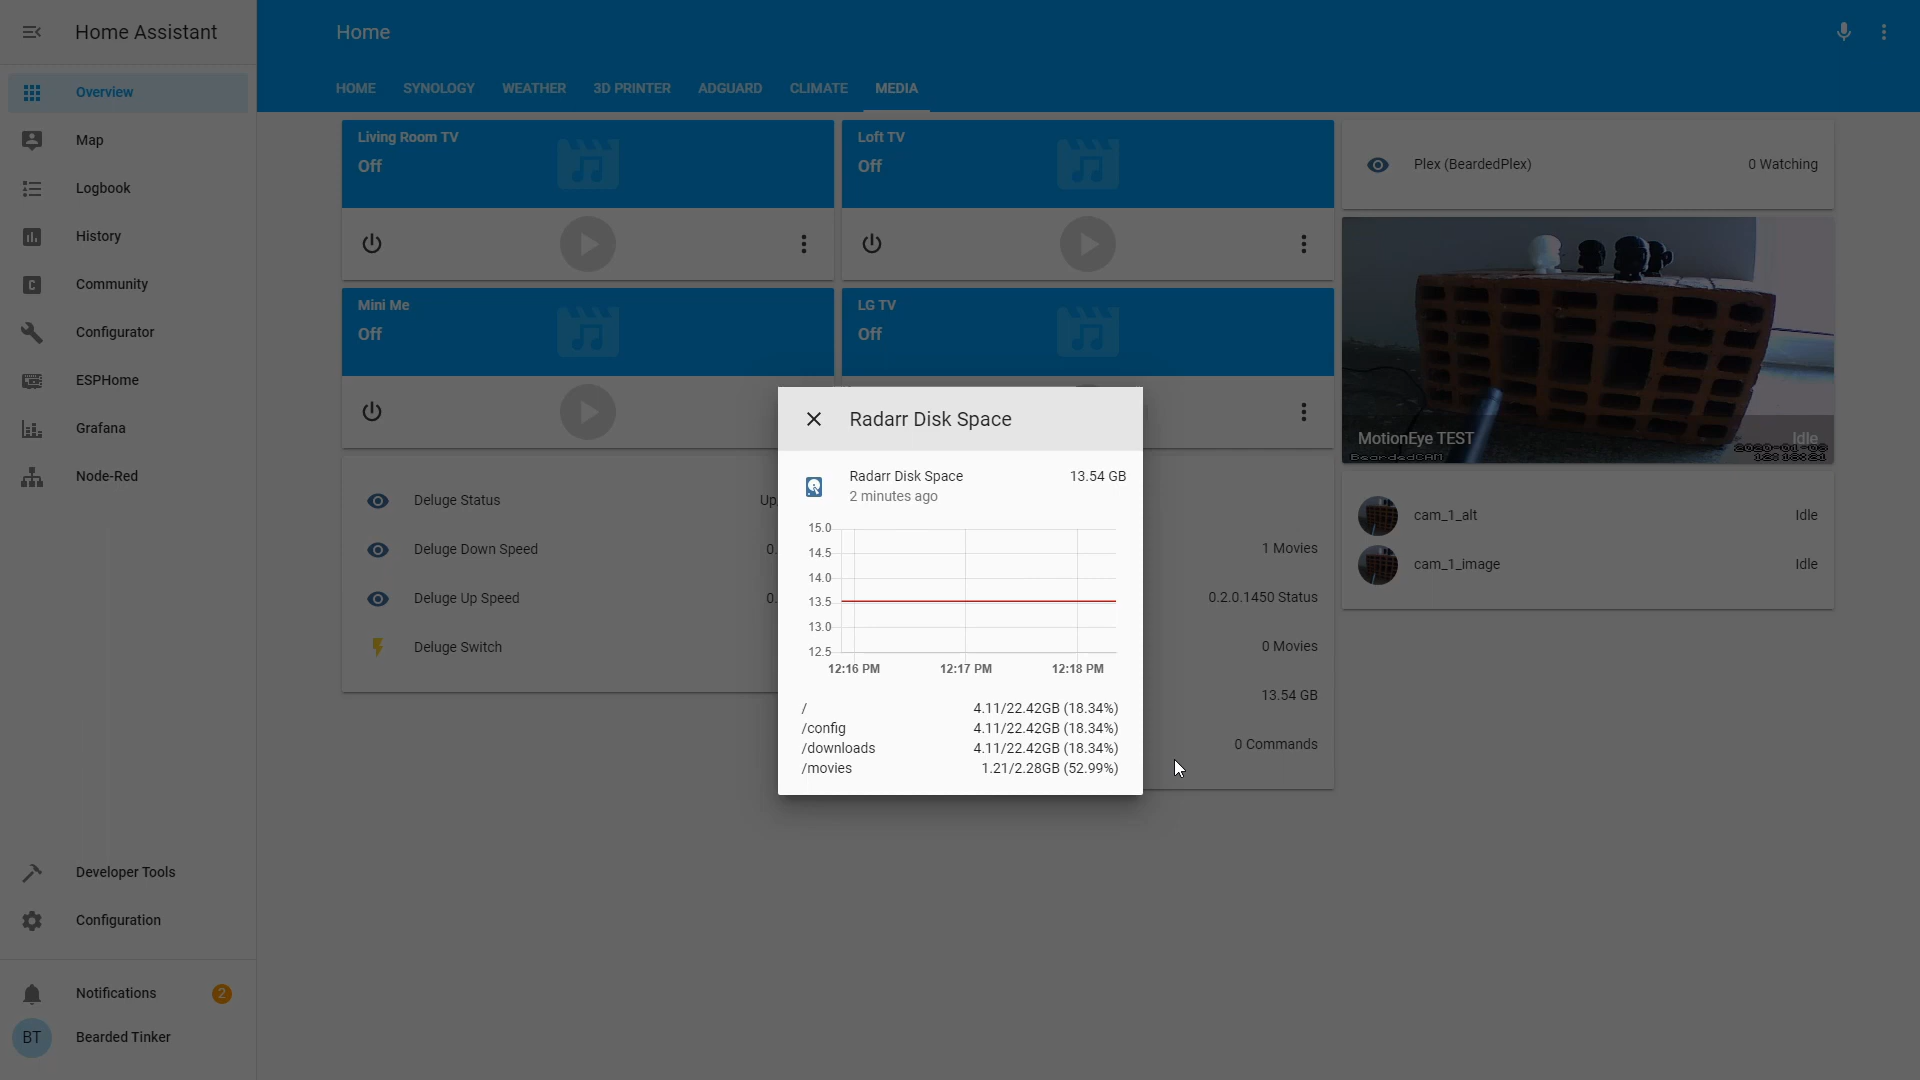 Home Assistant
Home
HOME SYNOLOGY WEATHER 3D PRINTER ADGUARD CLIMATE MEDIA
Overview
Map
Logbook
History
Community
Configurator
ESPHome
Grafana
Node-Red
Developer Tools
Configuration
Notifications 2
BT Bearded Tinker
Living Room TV
Off
Loft TV
Off
Mini Me
Off
LG TV
Off
Plex (BeardedPlex) 0 Watching
MotionEye TEST Idle
BeardedCAM
cam_1_alt Idle
cam_1_image Idle
Deluge Status Up
Deluge Down Speed 0.
Deluge Up Speed 0.
Deluge Switch
1 Movies
0.2.0.1450 Status
0 Movies
13.54 GB
0 Commands
Radarr Disk Space
Radarr Disk Space 13.54 GB
2 minutes ago
15.0
14.5
14.0
13.5
13.0
12.5
12:16 PM 12:17 PM 12:18 PM
/ 4.11/22.42GB (18.34%)
/config 4.11/22.42GB (18.34%)
/downloads 4.11/22.42GB (18.34%)
/movies 1.21/2.28GB (52.99%)